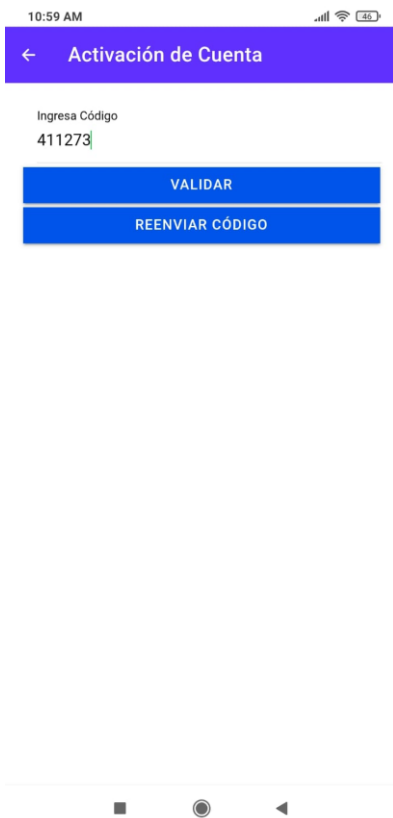 10:59 AM
46
Activación de Cuenta
Ingresa Código
411273
VALIDAR
REENVIAR CÓDIGO